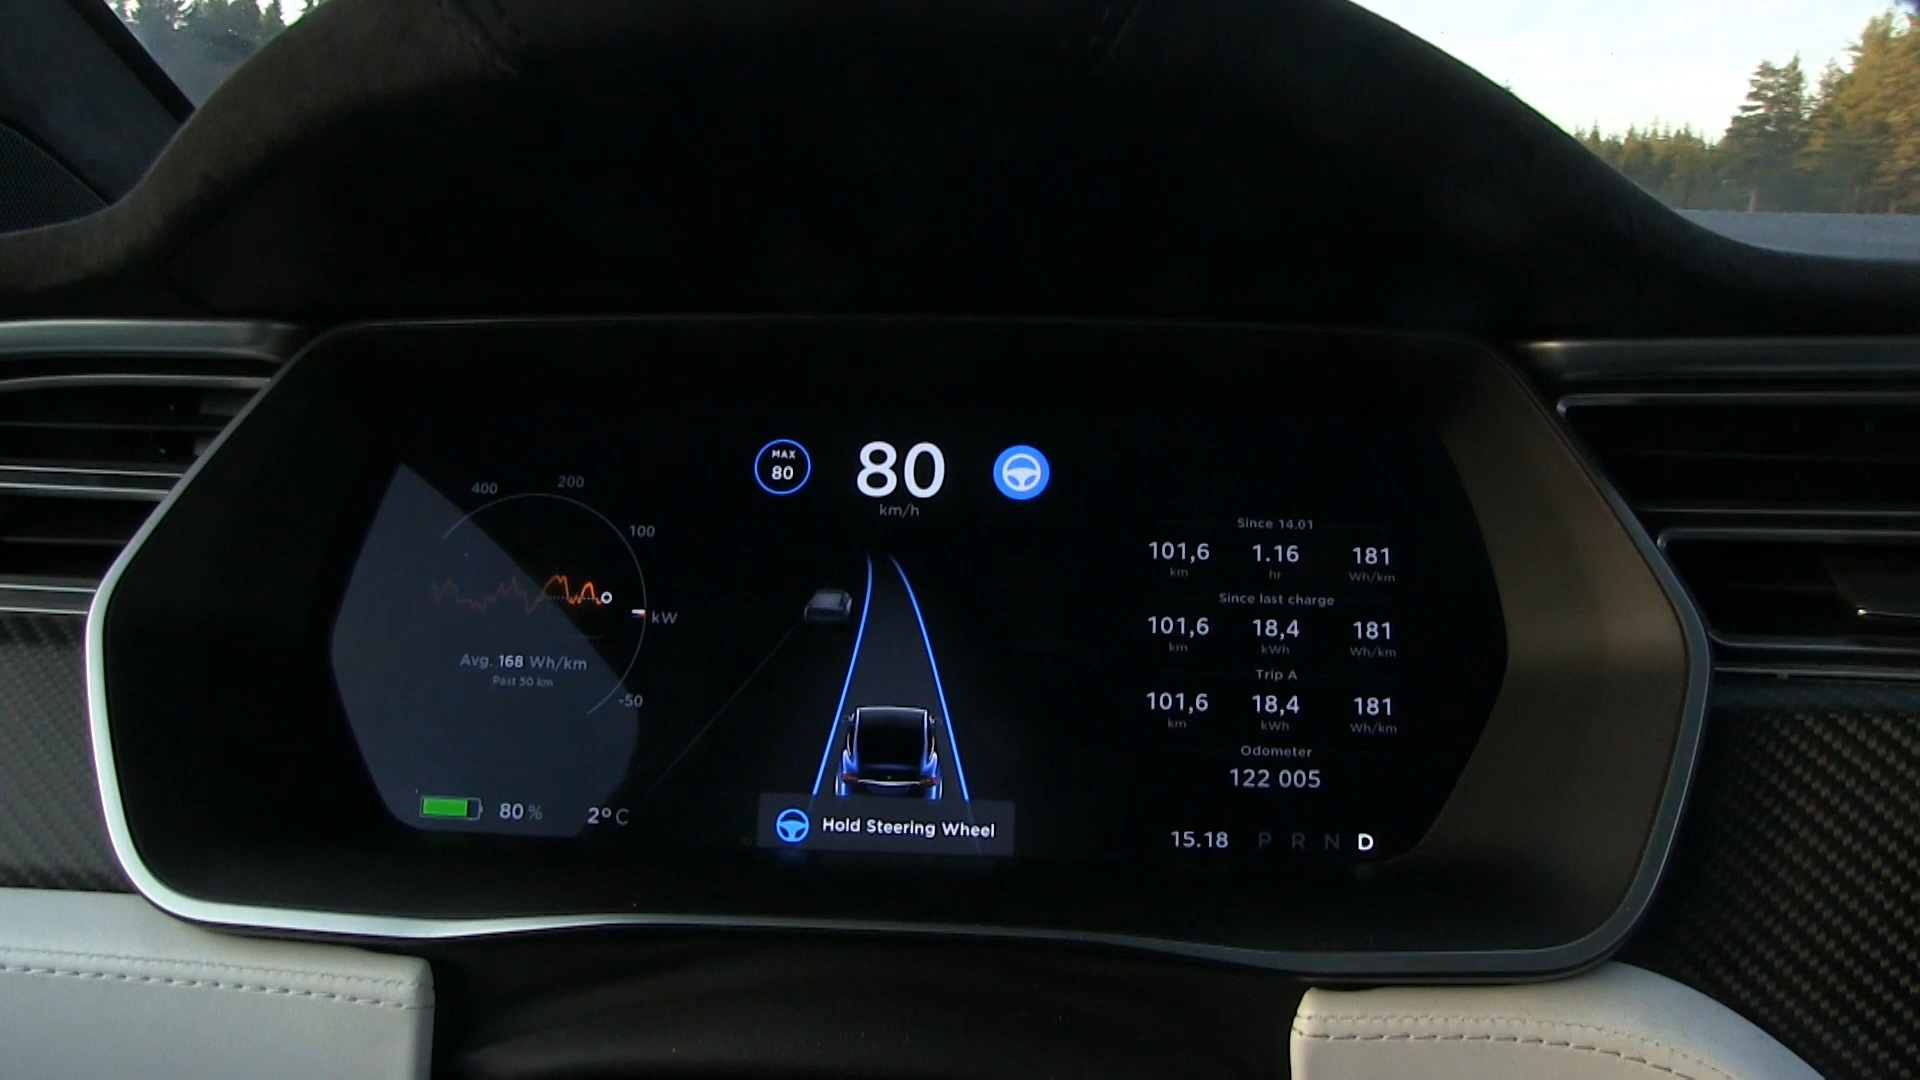 MAX
80
80
km/h
400
200
100
kW
-50
Avg. 168 Wh/km
Past 50 km
80 %
2°C
Hold Steering Wheel
Since 14.01
101,6 1.16 181
km hr Wh/km
Since last charge
101,6 18,4 181
km kWh Wh/km
Trip A
101,6 18,4 181
km kWh Wh/km
Odometer
122 005
15.18 P R N D